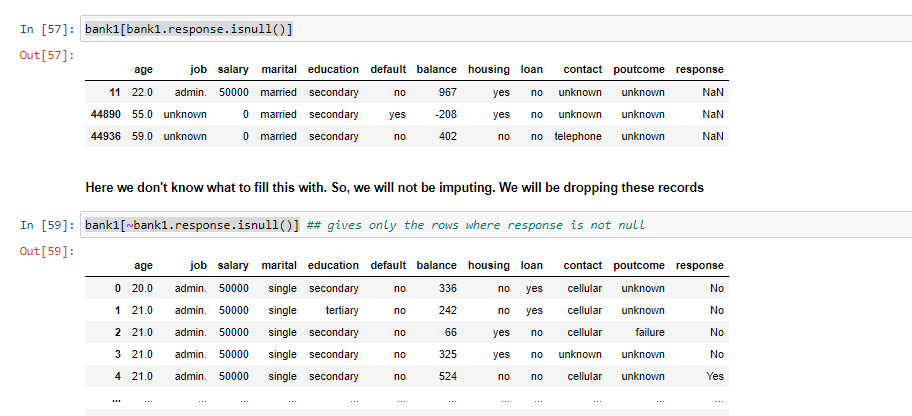 In [57]: bank1[bank1.response.isnull()]
Out[57]:
age job salary marital education default balance housing loan contact poutcome response
11 22.0 admin. 50000 married secondary no 967 yes no unknown unknown NaN
44890 55.0 unknown 0 married secondary yes -208 yes no unknown unknown NaN
44936 59.0 unknown 0 married secondary no 402 no no telephone unknown NaN
Here we don't know what to fill this with. So, we will not be imputing. We will be dropping these records
In [59]: bank1[~bank1.response.isnull()] ## gives only the rows where response is not null
Out[59]:
age job salary marital education default balance housing loan contact poutcome response
0 20.0 admin. 50000 single secondary no 336 no yes cellular unknown No
1 21.0 admin. 50000 single tertiary no 242 no yes cellular unknown No
2 21.0 admin. 50000 single secondary no 66 yes no cellular failure No
3 21.0 admin. 50000 single secondary no 325 yes no unknown unknown No
4 21.0 admin. 50000 single secondary no 524 no no cellular unknown Yes
... ... ... ... ... ... ... ... ... ... ... ... ...